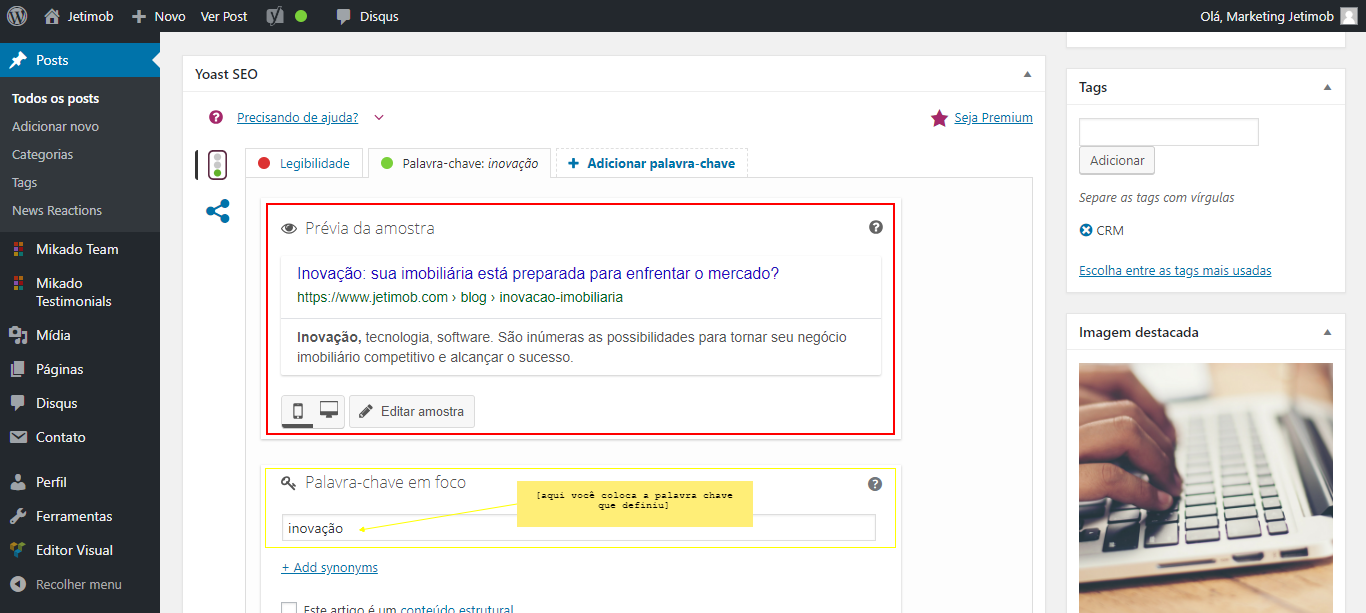 Jetimob
Novo
Ver Post
Disqus
Olá, Marketing Jetimob
Posts
Todos os posts
Adicionar novo
Categorias
Tags
News Reactions
Mikado Team
Mikado
Testimonials
Mídia
Páginas
Disqus
Contato
Perfil
Ferramentas
Editor Visual
Recolher menu
Yoast SEO
Precisando de ajuda?
Seja Premium
Legibilidade
Palavra-chave: inovação
+ Adicionar palavra-chave
Prévia da amostra
Inovação: sua imobiliária está preparada para enfrentar o mercado?
https://www.jetimob.com › blog › inovacao-imobiliaria
Inovação, tecnologia, software. São inúmeras as possibilidades para tornar seu negócio
imobiliário competitivo e alcançar o sucesso.
Editar amostra
Palavra-chave em foco
[aqui você coloca a palavra chave
que definiu]
inovação
+ Add synonyms
Este artigo é um conteúdo estrutural
Tags
Adicionar
Separe as tags com vírgulas
CRM
Escolha entre as tags mais usadas
Imagem destacada